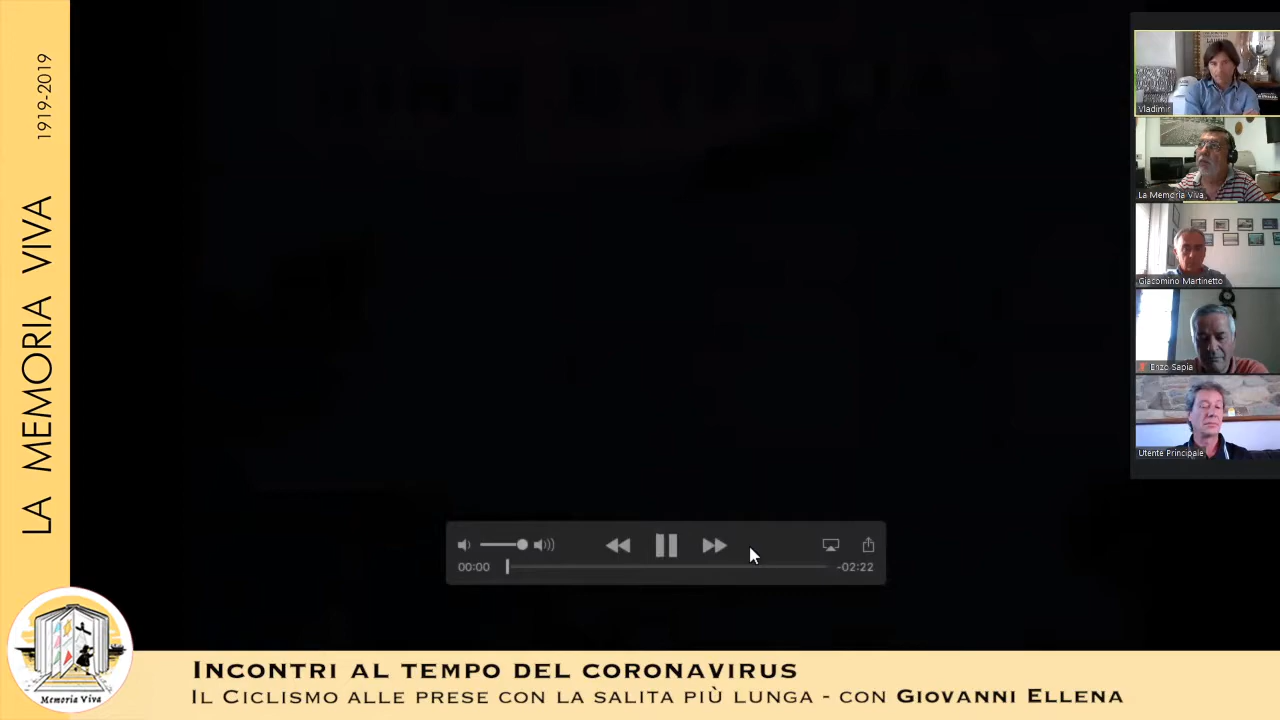 LA MEMORIA VIVA 1919-2019
Vladimir
La Memoria Viva
Giacomino Martinetto
Enzo Sapia
Utente Principale
00:00
-02:22
Memoria Viva
INCONTRI AL TEMPO DEL CORONAVIRUS
IL CICLISMO ALLE PRESE CON LA SALITA PIÙ LUNGA - CON GIOVANNI ELLENA